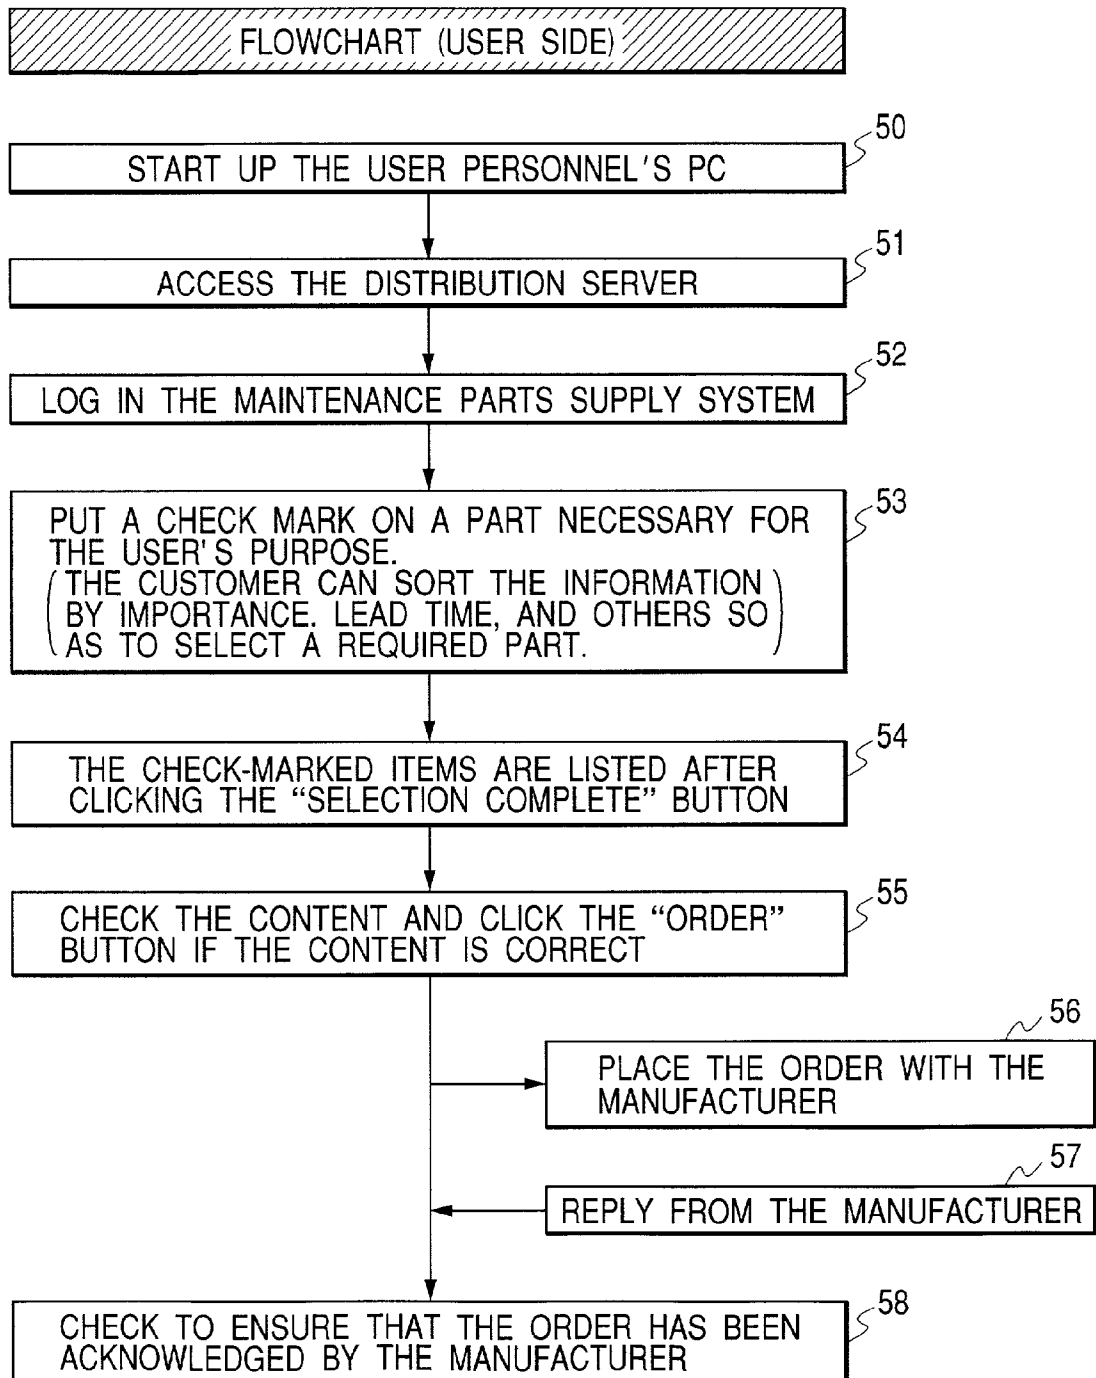 FLOWCHART (USER SIDE)
50
START UP THE USER PERSONNEL'S PC
51
ACCESS THE DISTRIBUTION SERVER
52
LOG IN THE MAINTENANCE PARTS SUPPLY SYSTEM
53
PUT A CHECK MARK ON A PART NECESSARY FOR
THE USER'S PURPOSE.
(THE CUSTOMER CAN SORT THE INFORMATION
BY IMPORTANCE. LEAD TIME, AND OTHERS SO
AS TO SELECT A REQUIRED PART.)
54
THE CHECK-MARKED ITEMS ARE LISTED AFTER
CLICKING THE “SELECTION COMPLETE” BUTTON
55
CHECK THE CONTENT AND CLICK THE “ORDER”
BUTTON IF THE CONTENT IS CORRECT
56
PLACE THE ORDER WITH THE
MANUFACTURER
57
REPLY FROM THE MANUFACTURER
58
CHECK TO ENSURE THAT THE ORDER HAS BEEN
ACKNOWLEDGED BY THE MANUFACTURER